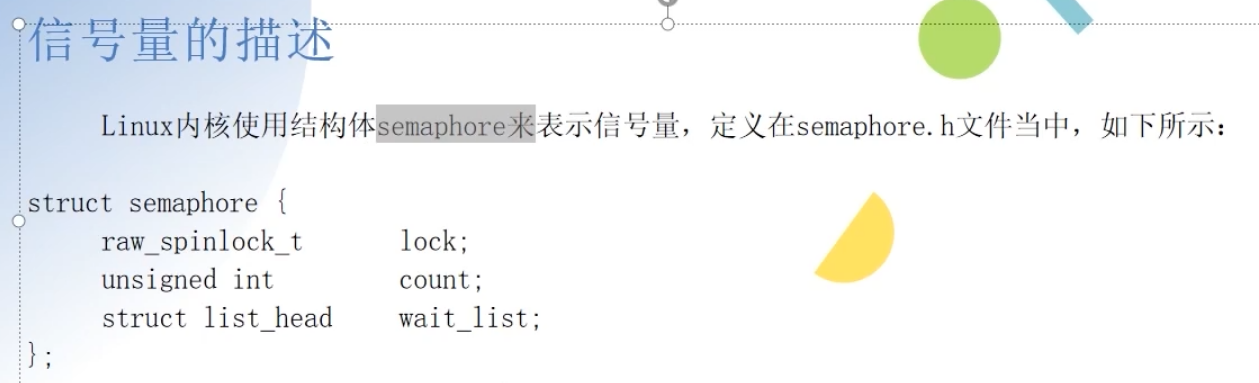 信号量的描述
Linux内核使用结构体semaphore来表示信号量，定义在semaphore.h文件当中，如下所示：
struct semaphore {
raw_spinlock_t lock;
unsigned int count;
struct list_head wait_list;
};